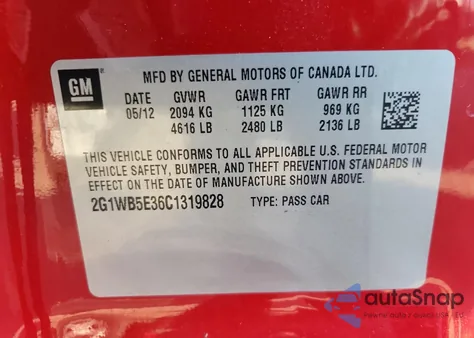 GM
MFD BY GENERAL MOTORS OF CANADA LTD.
DATE GVWR GAWR FRT GAWR RR
05/12 2094 KG 1125 KG 969 KG
4616 LB 2480 LB 2136 LB
THIS VEHICLE CONFORMS TO ALL APPLICABLE U.S. FEDERAL MOTOR
VEHICLE SAFETY, BUMPER, AND THEFT PREVENTION STANDARDS IN
EFFECT ON THE DATE OF MANUFACTURE SHOWN ABOVE.
2G1WB5E36C1319828 TYPE: PASS CAR
autoSnap